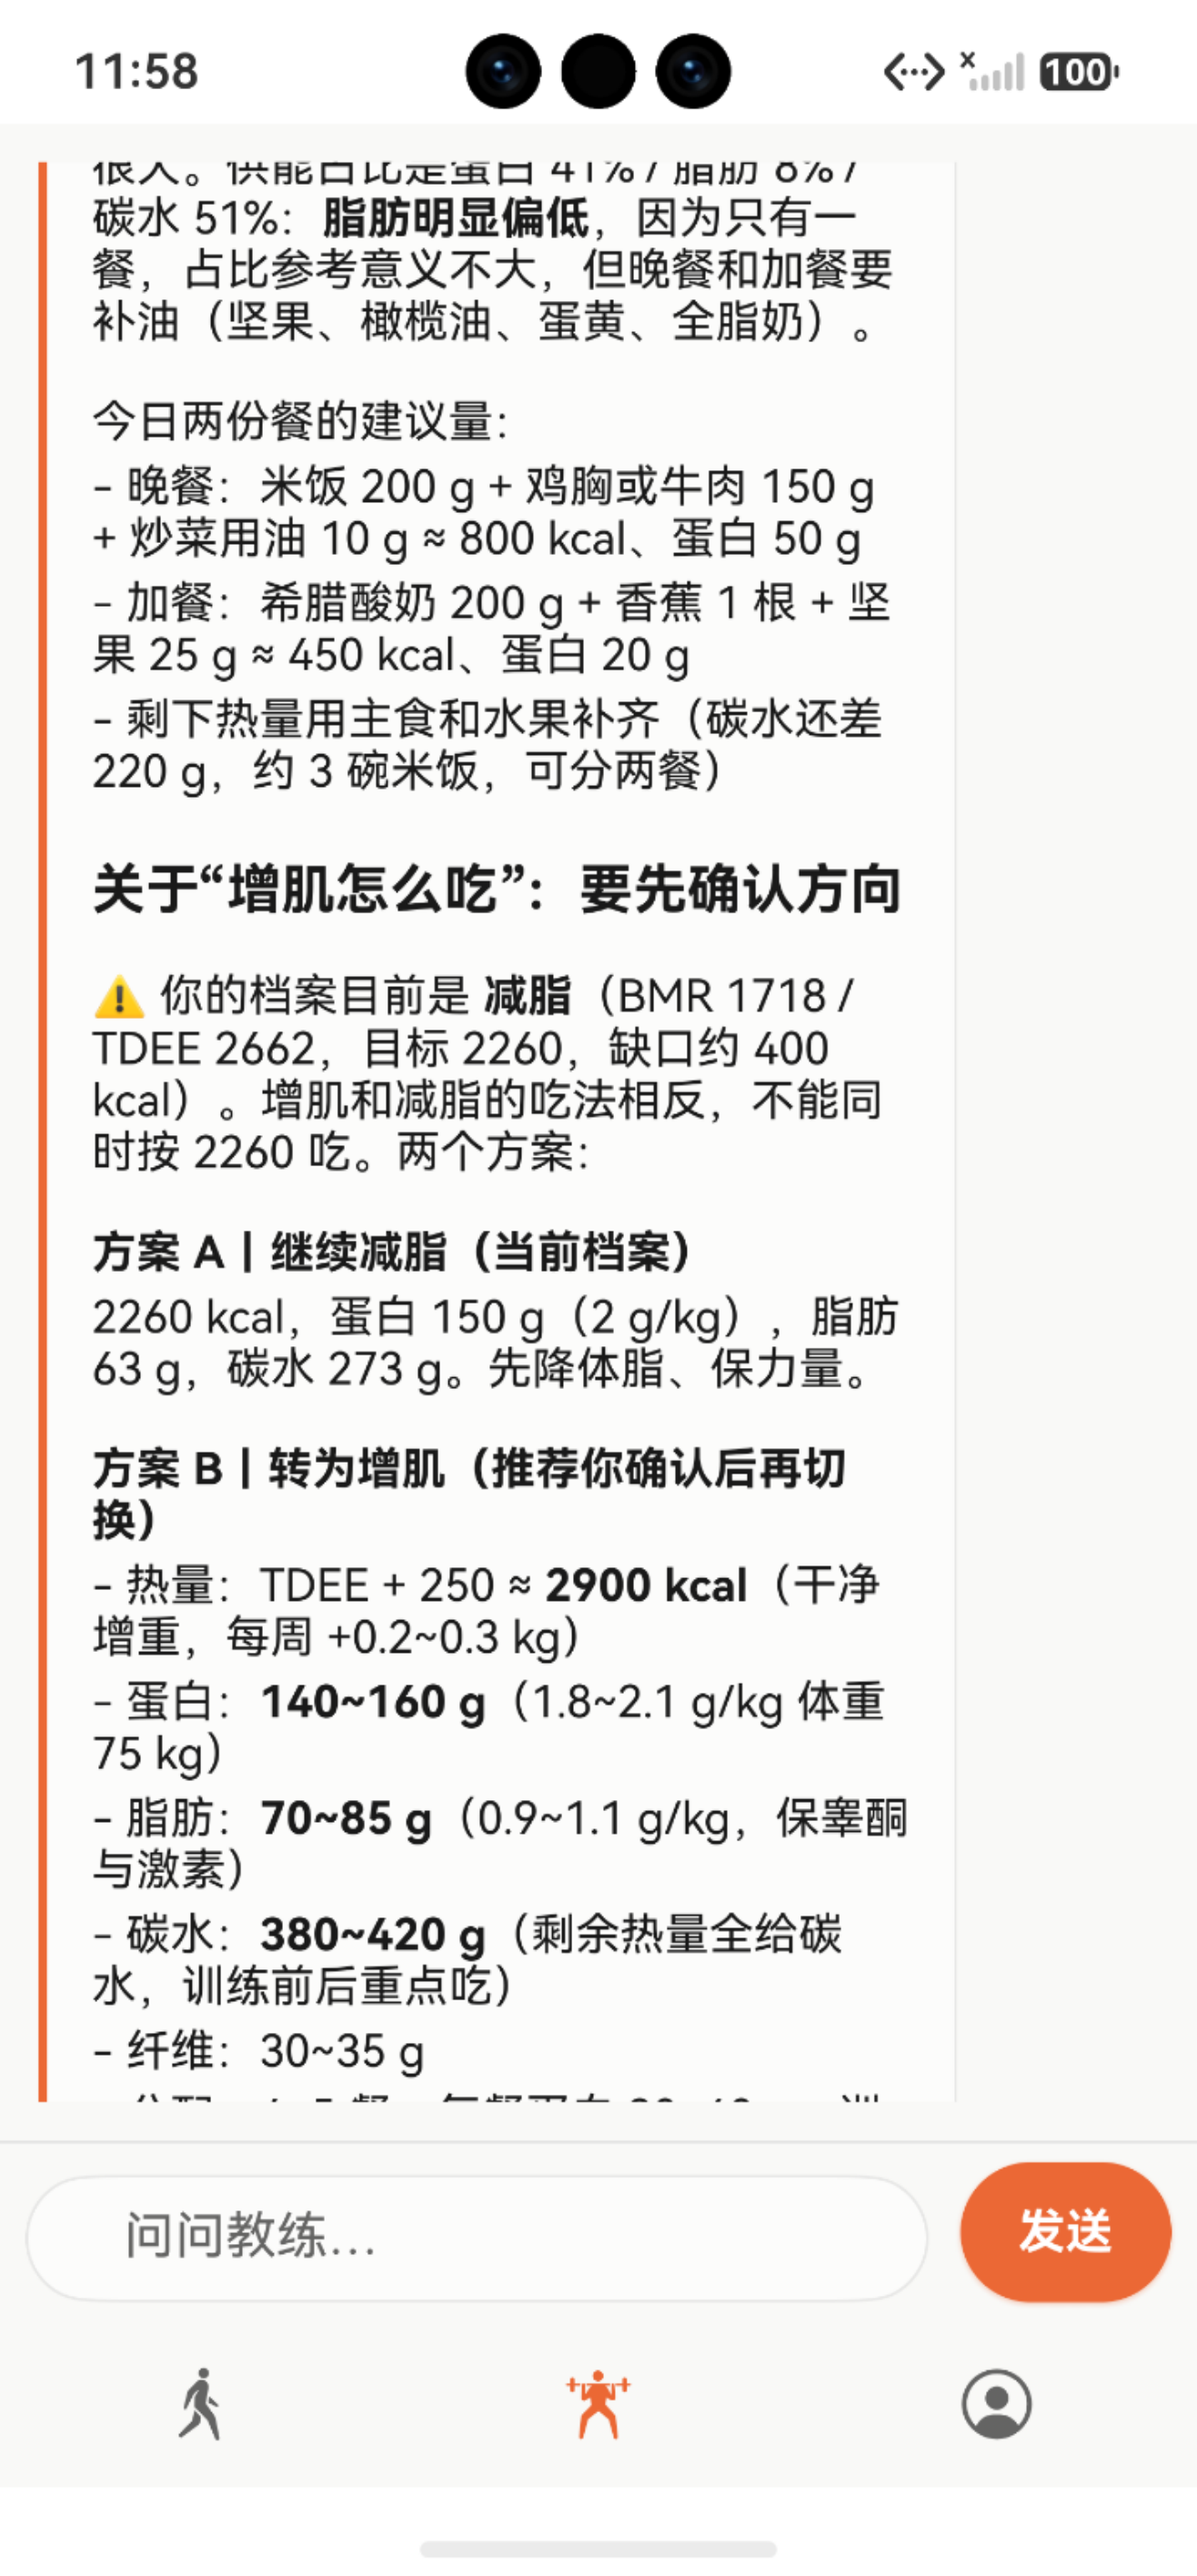 11:58
100
很大。供能占比是蛋白 41% / 脂肪 8% /
碳水 51%：脂肪明显偏低，因为只有一
餐，占比参考意义不大，但晚餐和加餐要
补油（坚果、橄榄油、蛋黄、全脂奶）。
今日两份餐的建议量：
- 晚餐：米饭 200 g + 鸡胸或牛肉 150 g
+ 炒菜用油 10 g ≈ 800 kcal、蛋白 50 g
- 加餐：希腊酸奶 200 g + 香蕉 1 根 + 坚
果 25 g ≈ 450 kcal、蛋白 20 g
- 剩下热量用主食和水果补齐（碳水还差
220 g，约 3 碗米饭，可分两餐）
关于“增肌怎么吃”：要先确认方向
⚠️ 你的档案目前是 减脂（BMR 1718 /
TDEE 2662，目标 2260，缺口约 400
kcal）。增肌和减脂的吃法相反，不能同
时按 2260 吃。两个方案：
方案 A | 继续减脂（当前档案）
2260 kcal，蛋白 150 g（2 g/kg），脂肪
63 g，碳水 273 g。先降体脂、保力量。
方案 B | 转为增肌（推荐你确认后再切
换）
- 热量：TDEE + 250 ≈ 2900 kcal（干净
增重，每周 +0.2~0.3 kg）
- 蛋白：140~160 g（1.8~2.1 g/kg 体重
75 kg）
- 脂肪：70~85 g（0.9~1.1 g/kg，保睾酮
与激素）
- 碳水：380~420 g（剩余热量全给碳
水，训练前后重点吃）
- 纤维：30~35 g
问问教练...
发送